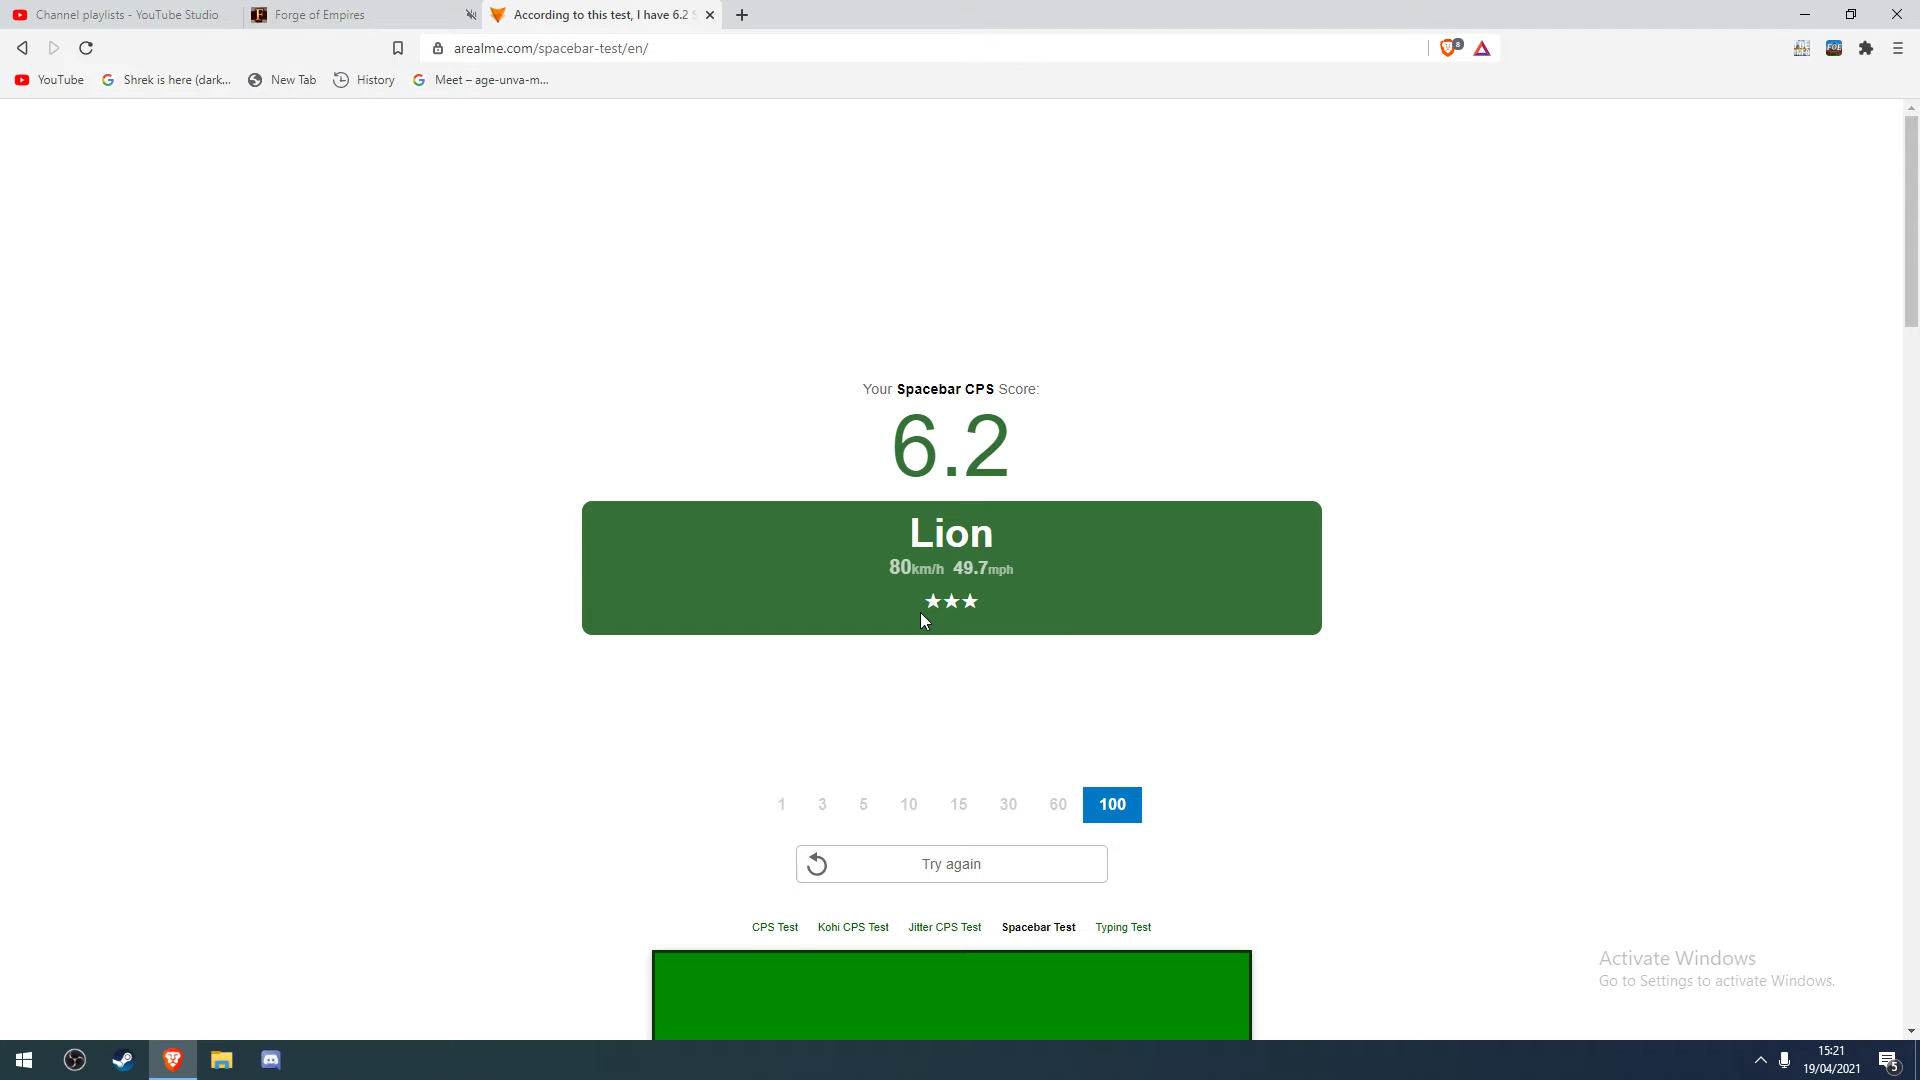 Channel playlists - YouTube Studio
Forge of Empires
According to this test, I have 6.2
arealme.com/spacebar-test/en/
8
FOE
YouTube
Shrek is here (dark...
New Tab
History
Meet – age-unva-m...
Your Spacebar CPS Score:
6.2
Lion
80km/h 49.7mph
★★★
1 3 5 10 15 30 60 100
Try again
CPS Test Kohi CPS Test Jitter CPS Test Spacebar Test Typing Test
Activate Windows
Go to Settings to activate Windows.
15:21
19/04/2021
5